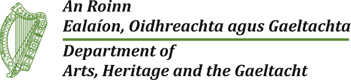 An Roinn
Ealaíon, Oidhreachta agus Gaeltachta
Department of
Arts, Heritage and the Gaeltacht